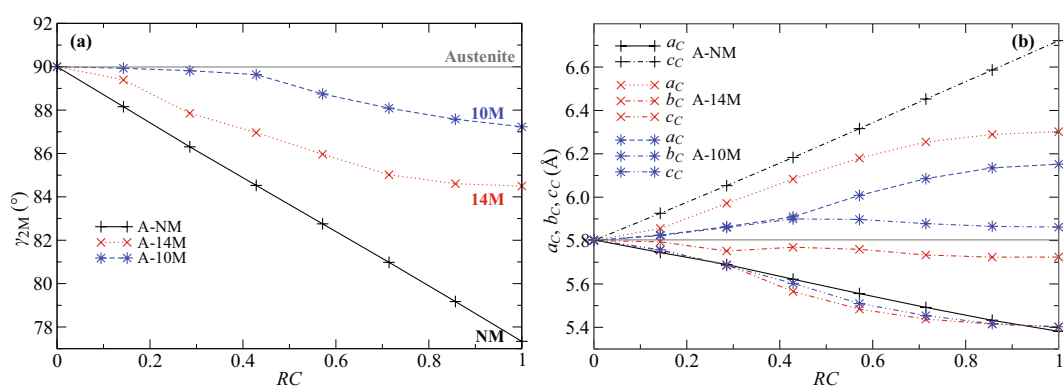 (a)
92
90
88
86
84
82
80
78
γ2M (°)
Austenite
10M
14M
NM
A-NM
A-14M
A-10M
0
0.2
0.4
0.6
0.8
1
RC
(b)
aC
cC
A-NM
aC
bC
cC
A-14M
aC
bC
cC
A-10M
6.6
6.4
6.2
6.0
5.8
5.6
5.4
aC, bC, cC (Å)
0
0.2
0.4
0.6
0.8
1
RC